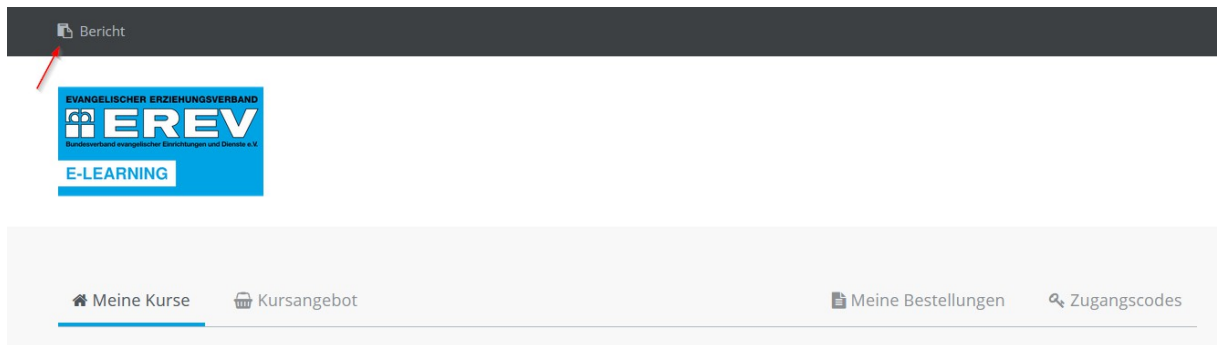 Bericht
EVANGELISCHER ERZIEHUNGSVERBAND
EREV
Bundesverband evangelischer Einrichtungen und Dienste e.V.
E-LEARNING
Meine Kurse Kursangebot Meine Bestellungen Zugangscodes